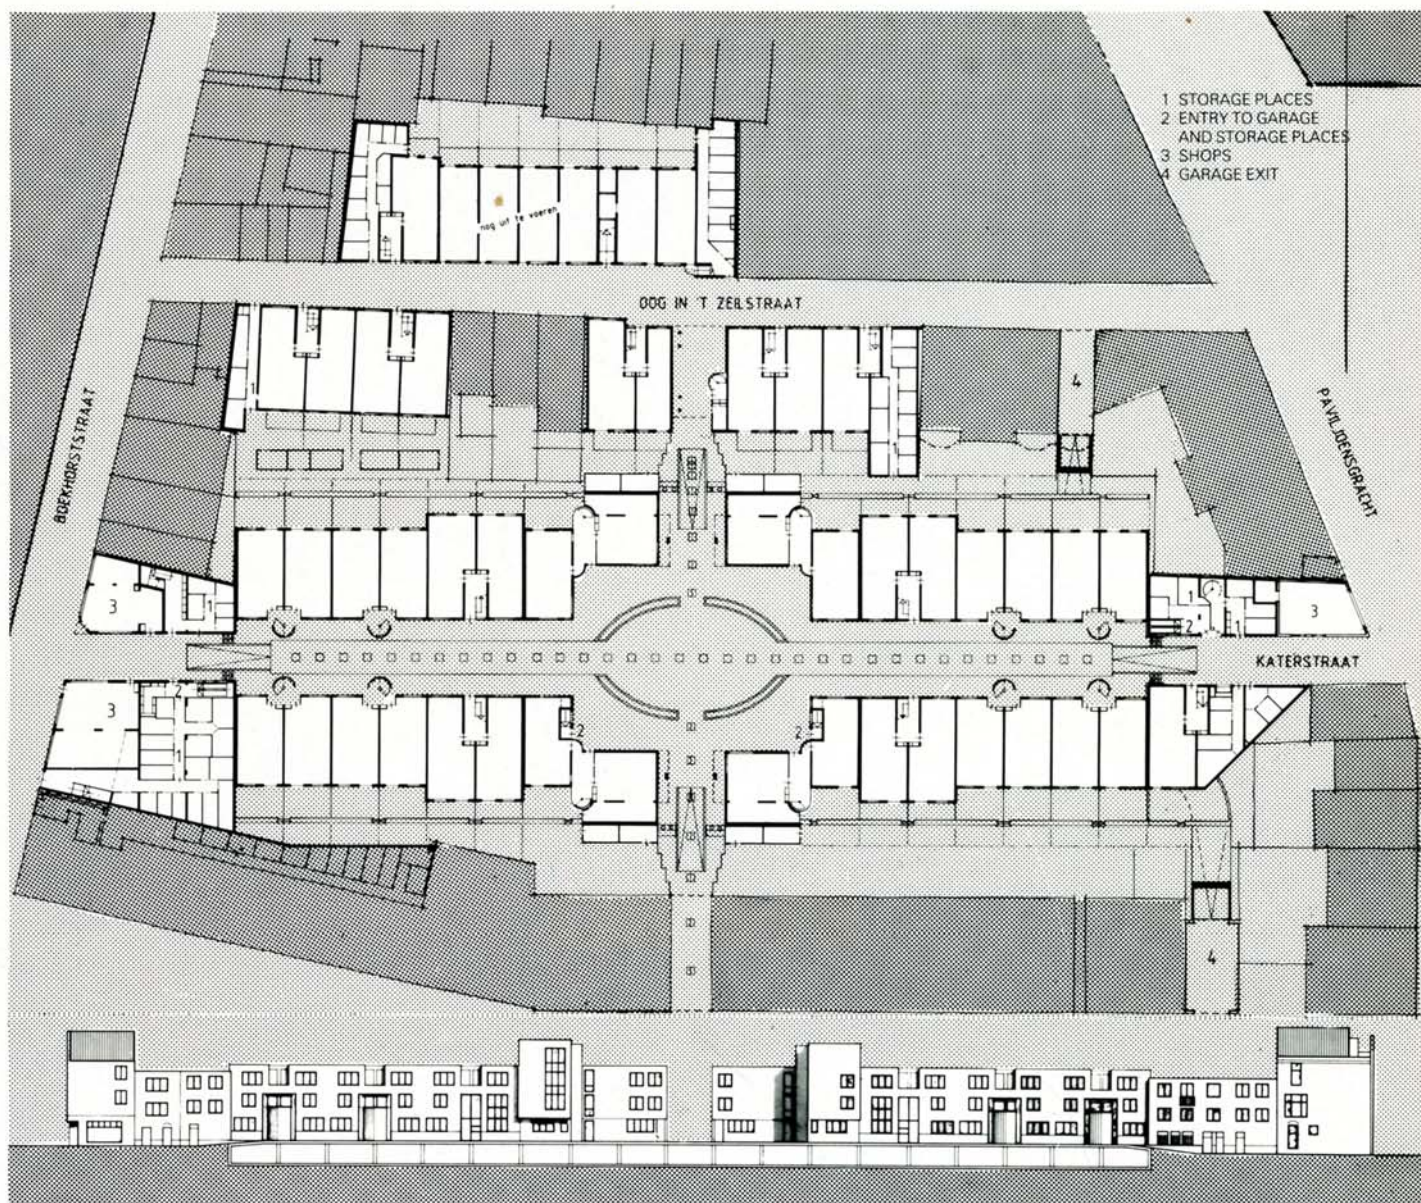 1 STORAGE PLACES
2 ENTRY TO GARAGE
AND STORAGE PLACES
3 SHOPS
4 GARAGE EXIT
nog uit te voeren
OOG IN 'T ZEILSTRAAT
BOEKHORSTSTRAAT
PAVILJOENSGRACHT
KATERSTRAAT
1
4
3
1
1
2
1
3
3
2
1
2
2
4